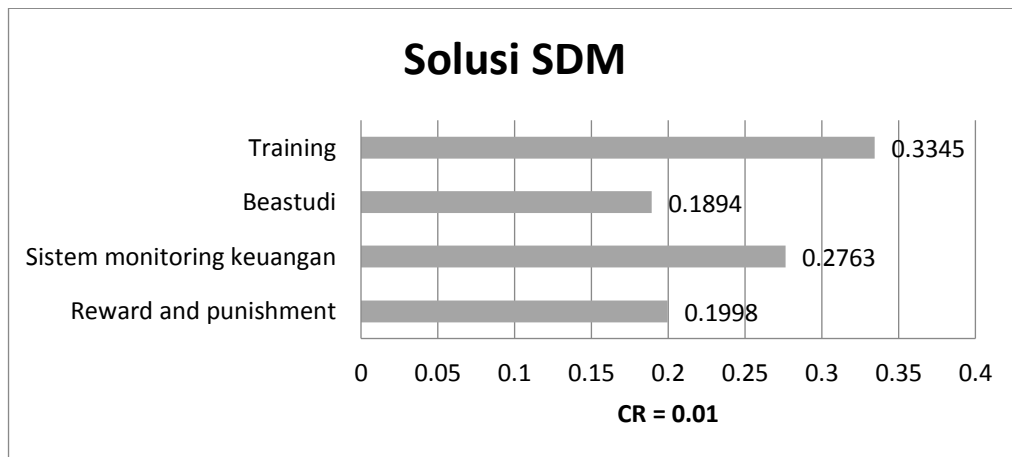 Solusi SDM
Training 0.3345
Beastudi 0.1894
Sistem monitoring keuangan 0.2763
Reward and punishment 0.1998
0 0.05 0.1 0.15 0.2 0.25 0.3 0.35 0.4
CR = 0.01